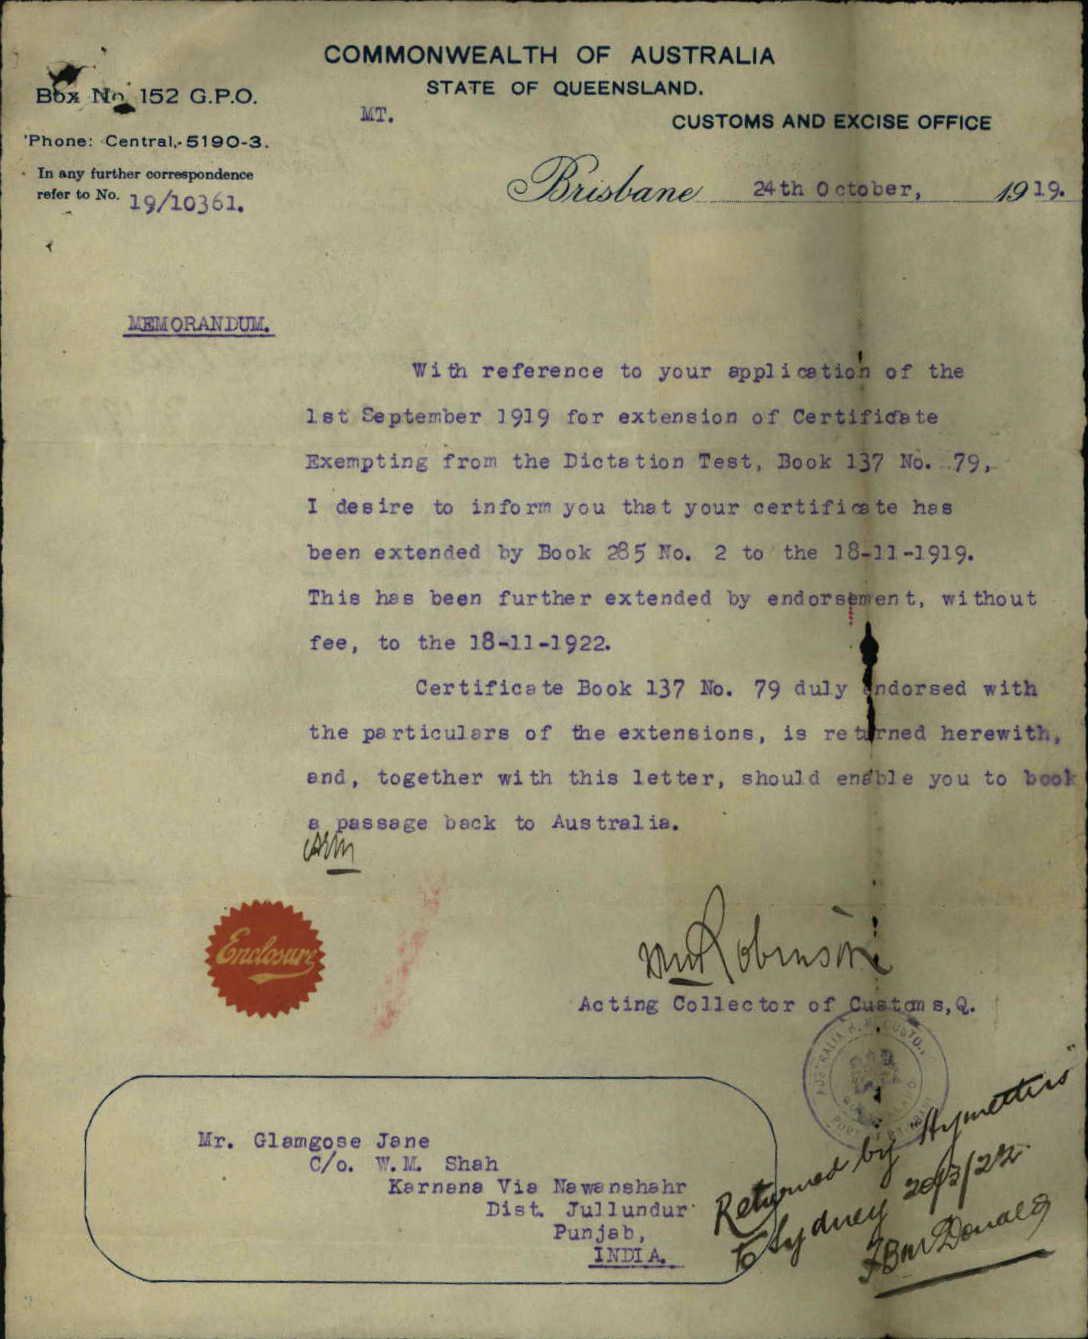 COMMONWEALTH OF AUSTRALIA
STATE OF QUEENSLAND.
Box No. 152 G.P.O.
MT.
CUSTOMS AND EXCISE OFFICE
'Phone: Central, 5190-3.
In any further correspondence
refer to No. 19/10361.
Brisbane 24th October, 1919.
MEMORANDUM.
With reference to your application of the
1st September 1919 for extension of Certificate
Exempting from the Dictation Test, Book 137 No. 79,
I desire to inform you that your certificate has
been extended by Book 285 No. 2 to the 18-11-1919.
This has been further extended by endorsement, without
fee, to the 18-11-1922.
Certificate Book 137 No. 79 duly endorsed with
the particulars of the extensions, is returned herewith,
and, together with this letter, should enable you to book
a passage back to Australia.
Enclosure
Robinson
Acting Collector of Customs, Q.
AUSTRALIA
Mr. Glamgose Jane
C/o. W.M. Shah
Karnana Via Nawanshahr
Dist. Jullundur
Punjab,
INDIA.
Returned by "Hymettus"
to Sydney 20/3/22